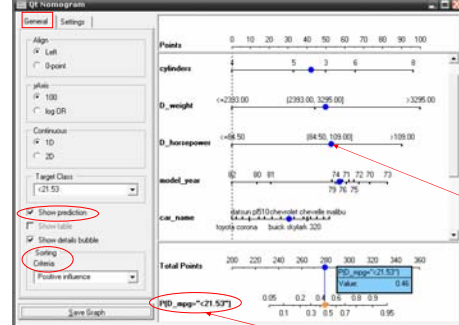 Qt Nomogram
General Settings
Align
Left
0-point
yAxis
100
log OR
Continuous
1D
2D
Target Class
<21.53
Show prediction
Show table
Show details bubble
Sorting
Criteria
Positive influence
Save Graph
Points 0 10 20 30 40 50 60 70 80 90 100
cylinders 4 5 3 6 8
D_weight <=2393.00 (2393.00, 3295.00] >3295.00
D_horsepower <=84.50 (84.50, 109.00] >109.00
model_year 82 80 81 74 71 72 70 73
79 76 75
car_name datsun pl510 chevrolet chevelle malibu
toyota corona buick skylark 320
Total Points 200 220 240 260 280 300 320 340 360
P(D_mpg="<21.53")
Value: 0.46
P(D_mpg="<21.53") 0.05 0.2 0.4 0.6 0.8 0.9
0.1 0.3 0.5 0.7 0.95